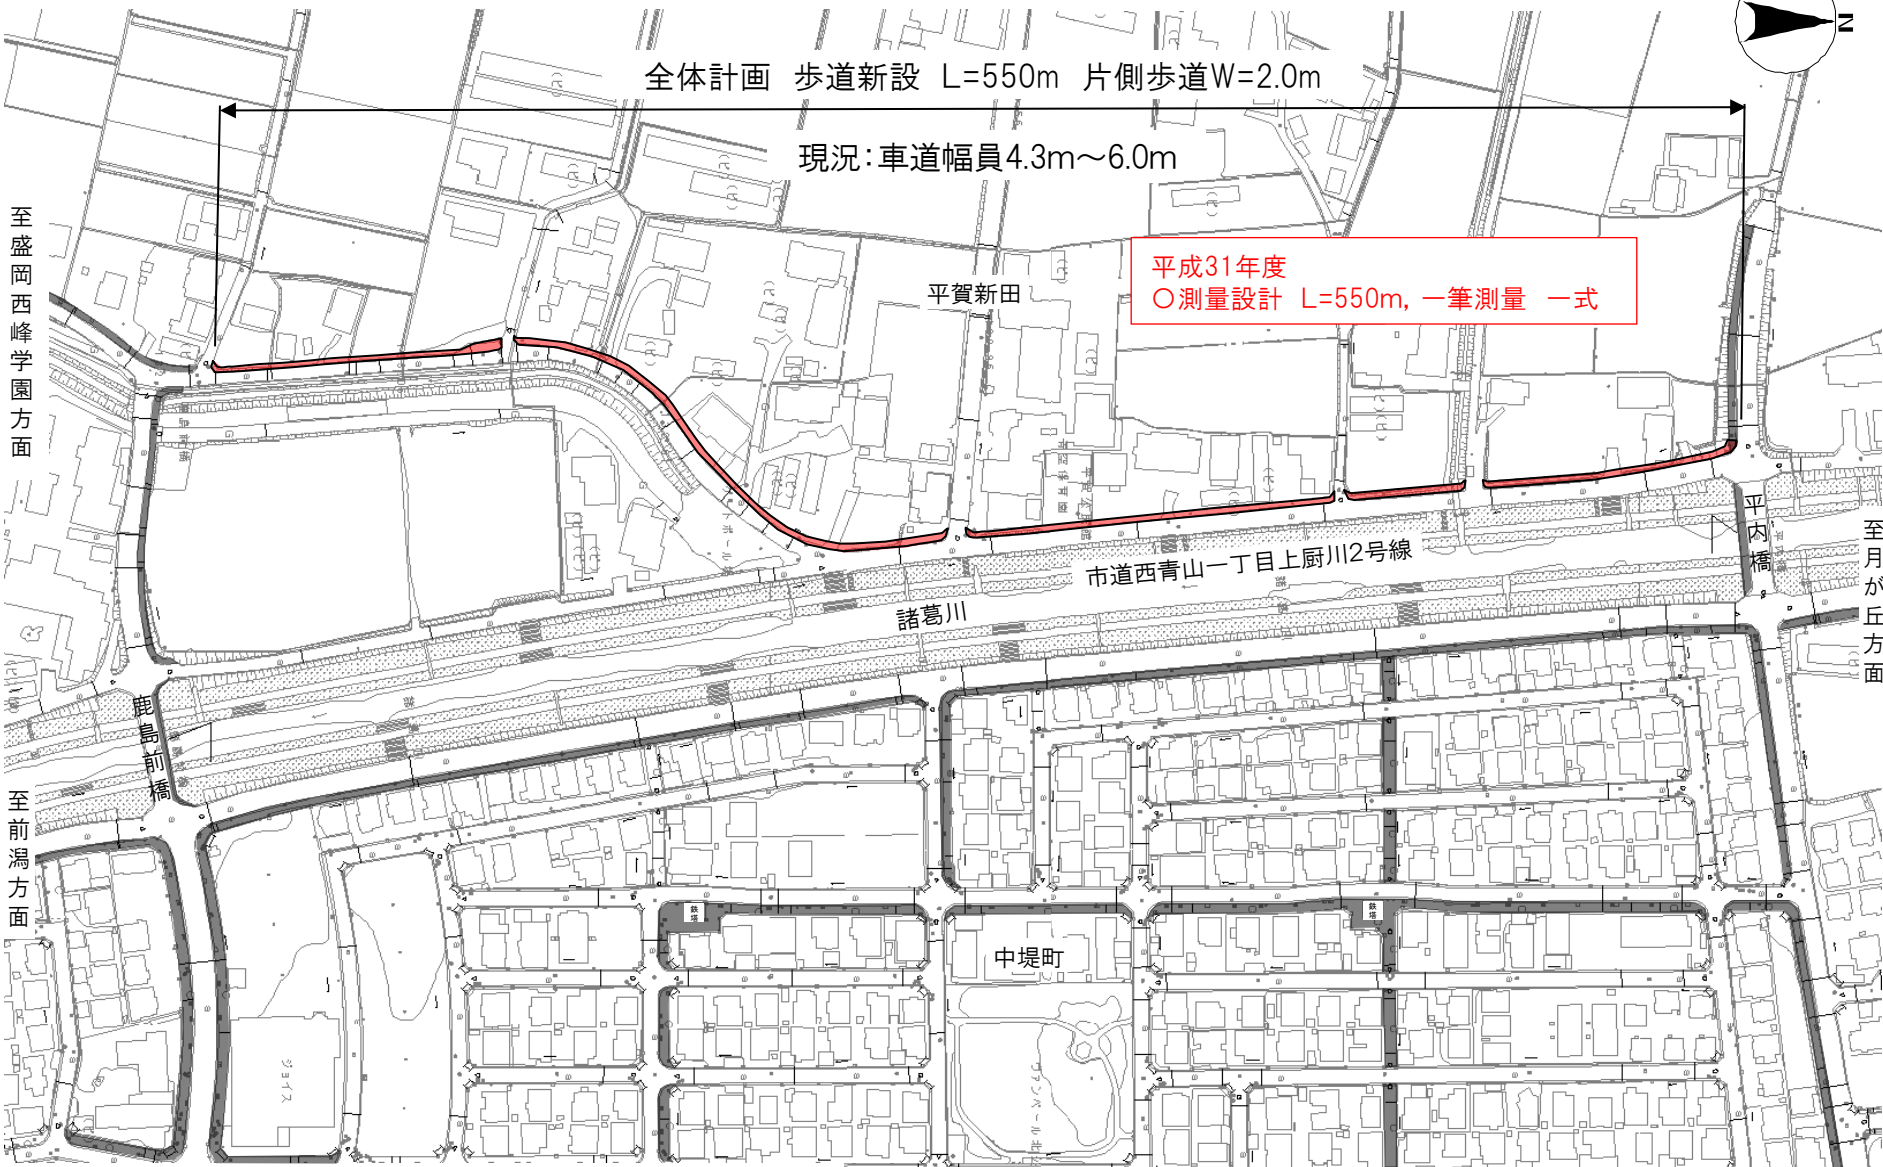 N
全体計画 歩道新設 L=550m 片側歩道W=2.0m
現況:車道幅員4.3m～6.0m
至盛岡西峰学園方面
平成31年度
○測量設計 L=550m, 一筆測量 一式
平賀新田
市道西青山一丁目上厨川2号線
平内橋
至月が丘方面
諸葛川
鹿島前橋
至前潟方面
鉄塔
鉄塔
中堤町
ジョイス